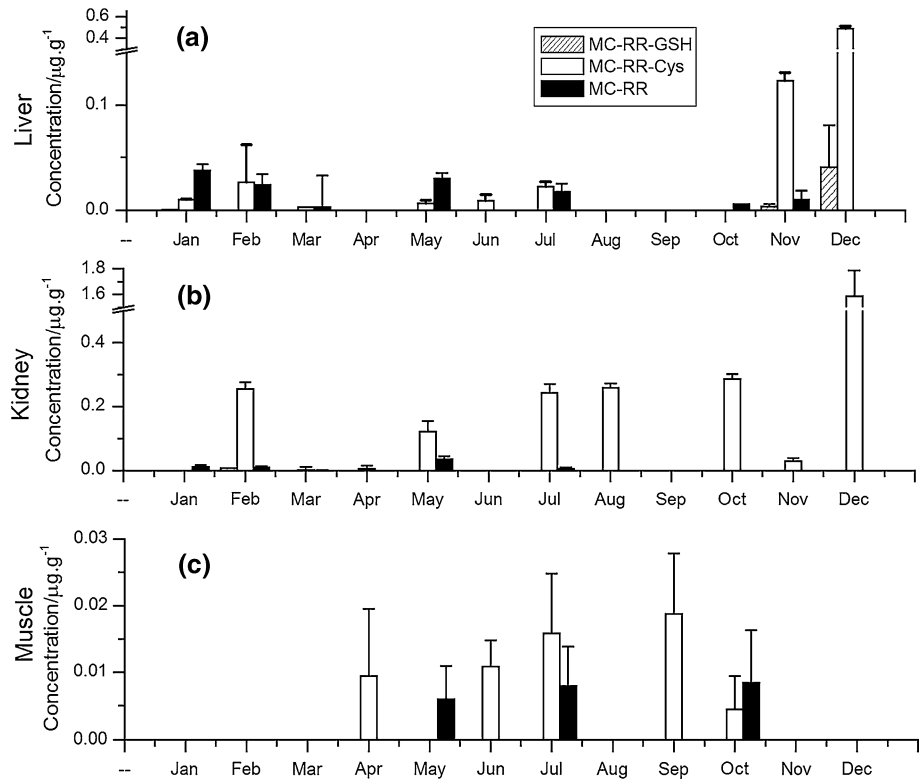 (a)
MC-RR-GSH
MC-RR-Cys
MC-RR
Liver
Concentration/μg.g⁻¹
0.6
0.4
0.1
0.0
-- Jan Feb Mar Apr May Jun Jul Aug Sep Oct Nov Dec
(b)
Kidney
Concentration/μg.g⁻¹
1.8
1.6
0.4
0.2
0.0
-- Jan Feb Mar Apr May Jun Jul Aug Sep Oct Nov Dec
(c)
Muscle
Concentration/μg.g⁻¹
0.03
0.02
0.01
0.00
-- Jan Feb Mar Apr May Jun Jul Aug Sep Oct Nov Dec